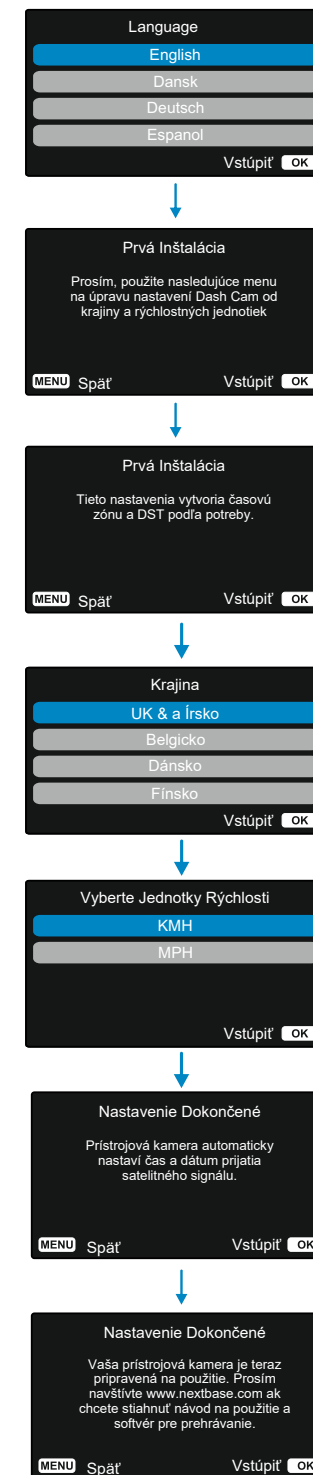 Language
English
Dansk
Deutsch
Espanol
Vstúpiť OK
Prvá Inštalácia
Prosím, použite nasledujúce menu
na úpravu nastavení Dash Cam od
krajiny a rýchlostných jednotiek
MENU Späť Vstúpiť OK
Prvá Inštalácia
Tieto nastavenia vytvoria časovú
zónu a DST podľa potreby.
MENU Späť Vstúpiť OK
Krajina
UK & a Írsko
Belgicko
Dánsko
Fínsko
Vstúpiť OK
Vyberte Jednotky Rýchlosti
KMH
MPH
Vstúpiť OK
Nastavenie Dokončené
Prístrojová kamera automaticky
nastaví čas a dátum prijatia
satelitného signálu.
MENU Späť Vstúpiť OK
Nastavenie Dokončené
Vaša prístrojová kamera je teraz
pripravená na použitie. Prosím
navštívte www.nextbase.com ak
chcete stiahnuť návod na použitie a
softvér pre prehrávanie.
MENU Späť Vstúpiť OK